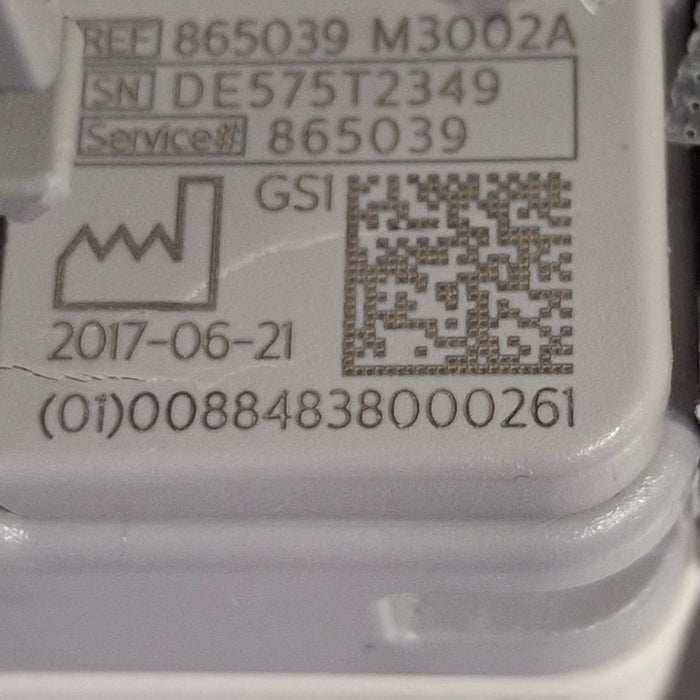 REF 865039 M3002A
SN DE575T2349
Service# 865039
GS1
2017-06-21
(01)00884838000261